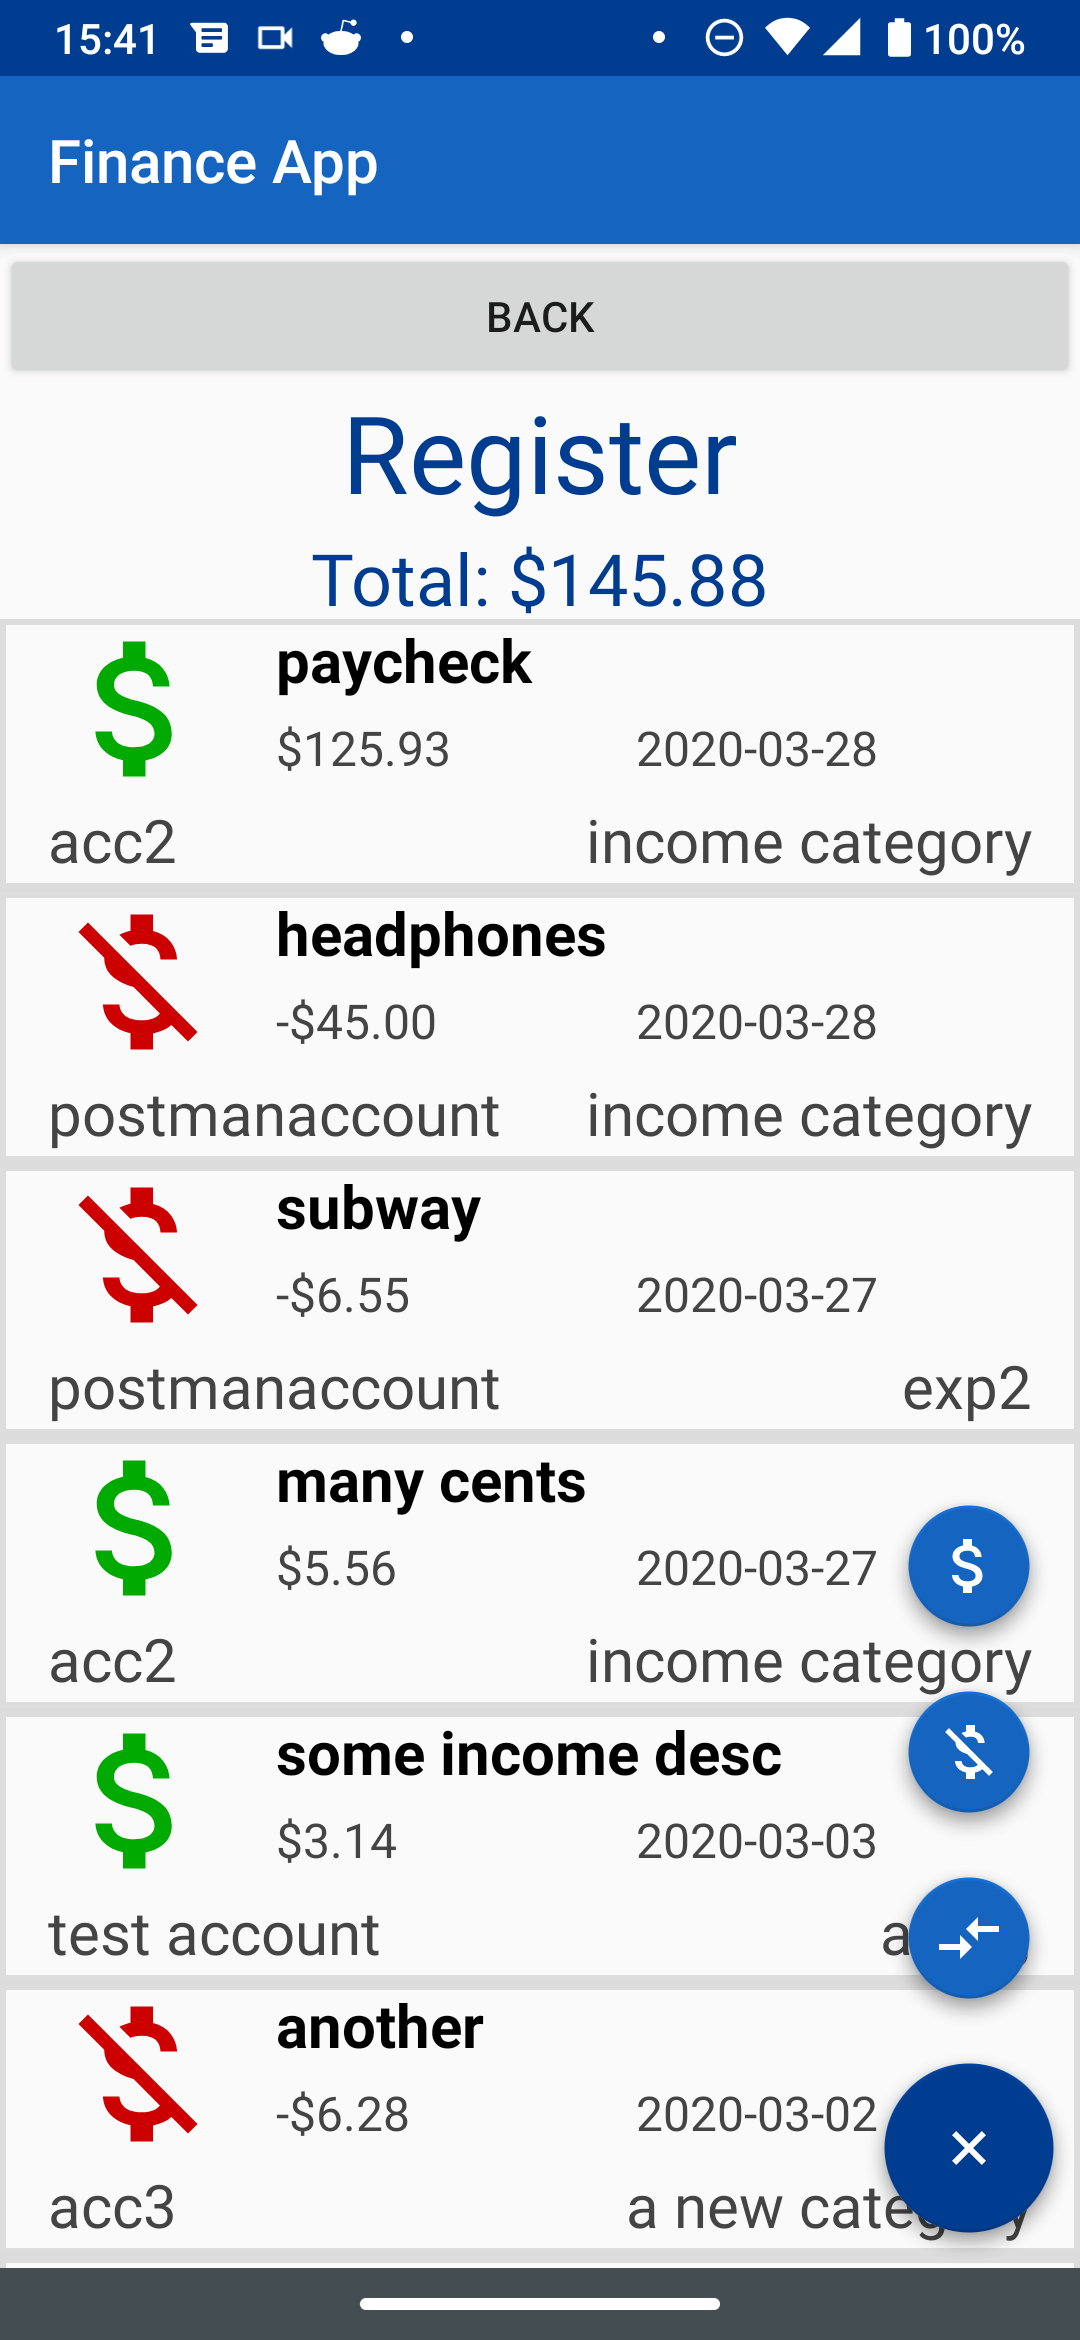 15:41 100%
Finance App
BACK
Register
Total: $145.88
paycheck
$125.93 2020-03-28
acc2 income category
headphones
-$45.00 2020-03-28
postmanaccount income category
subway
-$6.55 2020-03-27
postmanaccount exp2
many cents
$5.56 2020-03-27
acc2 income category
some income desc
$3.14 2020-03-03
test account
another
-$6.28 2020-03-02
acc3 a new category